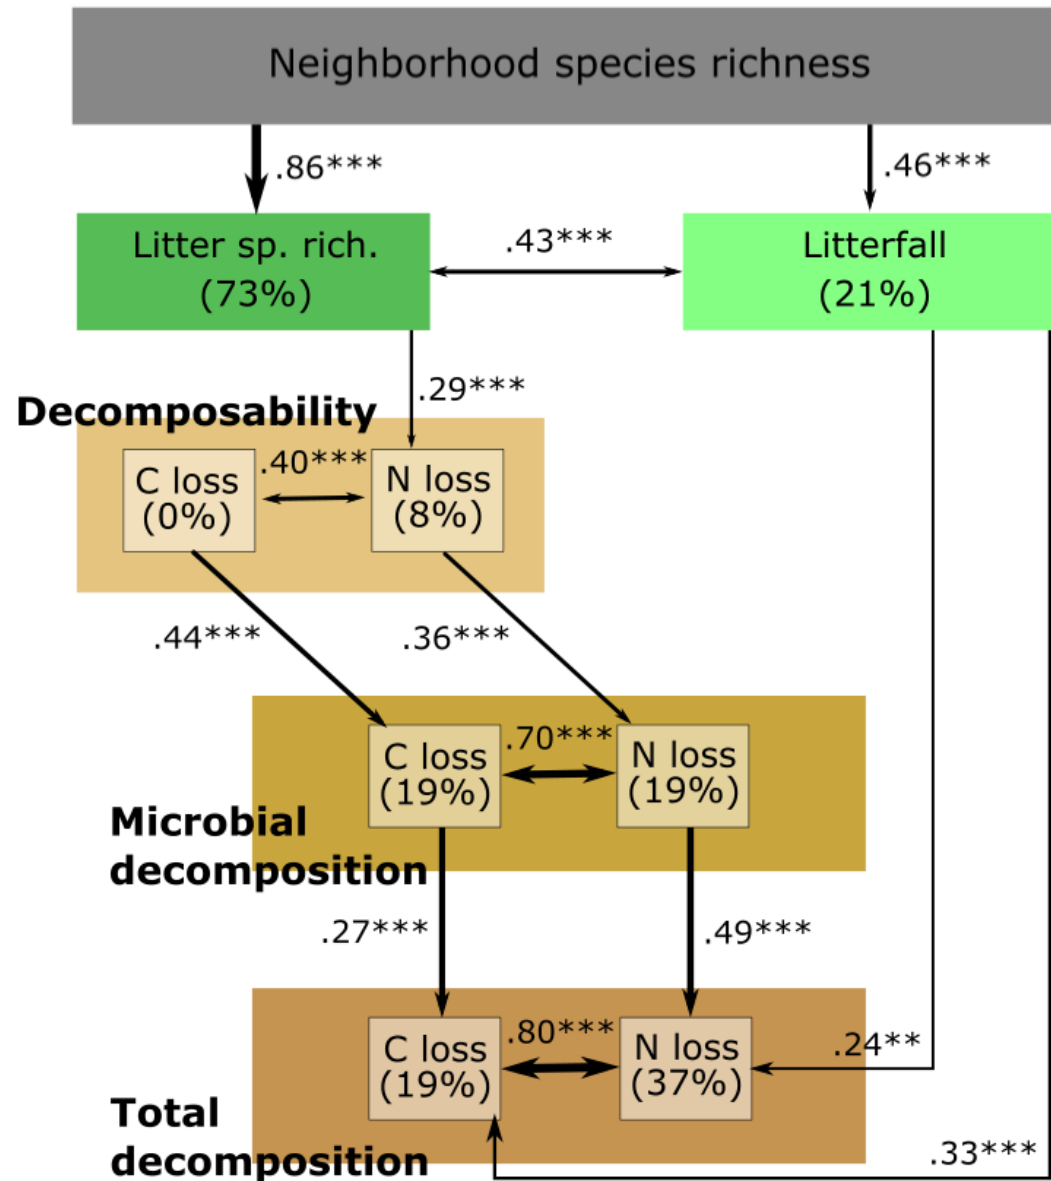 Neighborhood species richness
.86***
.46***
Litter sp. rich.
(73%)
.43***
Litterfall
(21%)
.29***
Decomposability
C loss
(0%)
.40***
N loss
(8%)
.44***
.36***
C loss
(19%)
.70***
N loss
(19%)
Microbial
decomposition
.27***
.49***
C loss
(19%)
.80***
N loss
(37%)
.24**
Total
decomposition
.33***